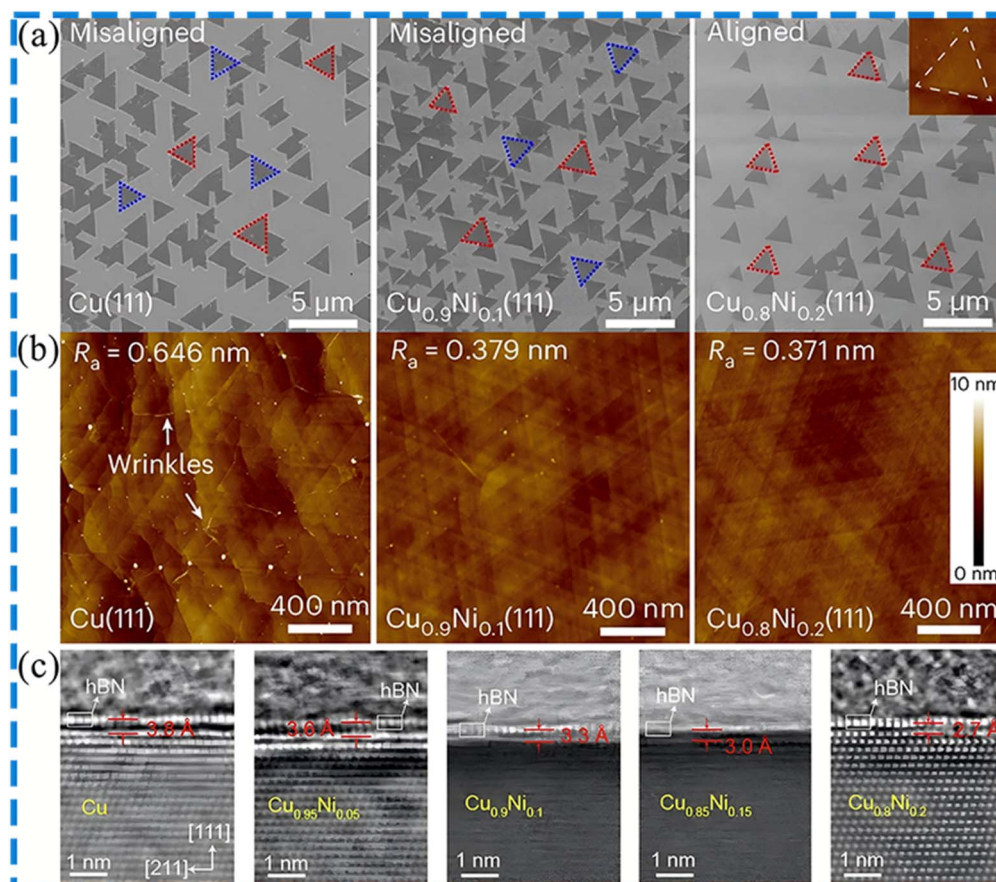 (a) Misaligned Misaligned Aligned
Cu(111) 5 μm Cu0.9Ni0.1(111) 5 μm Cu0.8Ni0.2(111) 5 μm
(b) Ra = 0.646 nm Ra = 0.379 nm Ra = 0.371 nm
10 nm
Wrinkles
0 nm
Cu(111) 400 nm Cu0.9Ni0.1(111) 400 nm Cu0.8Ni0.2(111) 400 nm
(c) hBN hBN hBN hBN hBN
3.8 Å 3.6 Å 3.3 Å 3.0 Å 2.7 Å
Cu Cu0.95Ni0.05 Cu0.9Ni0.1 Cu0.85Ni0.15 Cu0.8Ni0.2
[111]
1 nm [211] 1 nm 1 nm 1 nm 1 nm